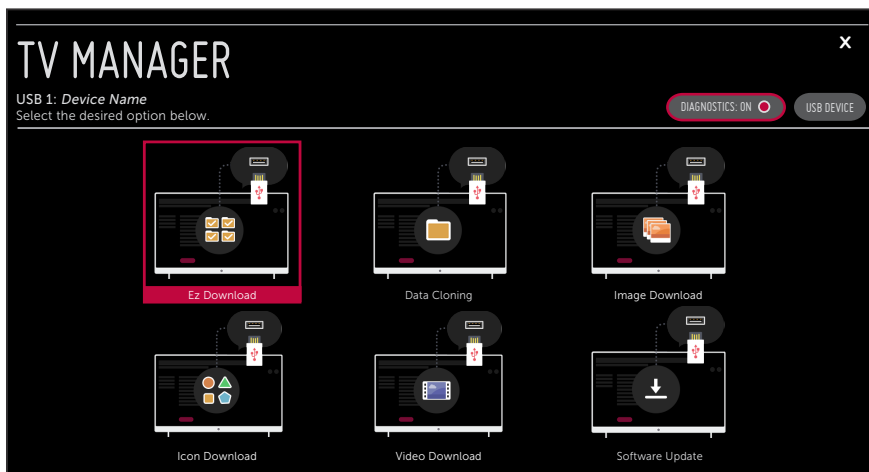 X
TV MANAGER
USB 1: Device Name
Select the desired option below.
DIAGNOSTICS: ON
USB DEVICE
Ez Download
Data Cloning
Image Download
Icon Download
Video Download
Software Update